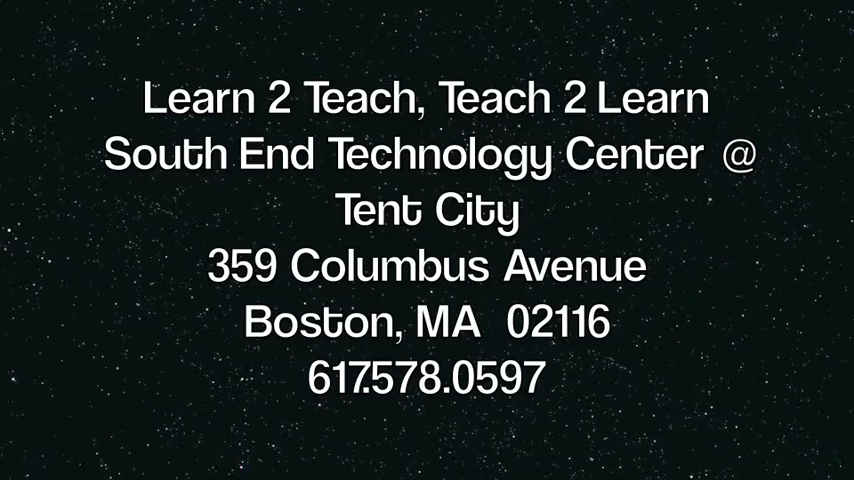 Learn 2 Teach, Teach 2 Learn
South End Technology Center @
Tent City
359 Columbus Avenue
Boston, MA  02116
617.578.0597